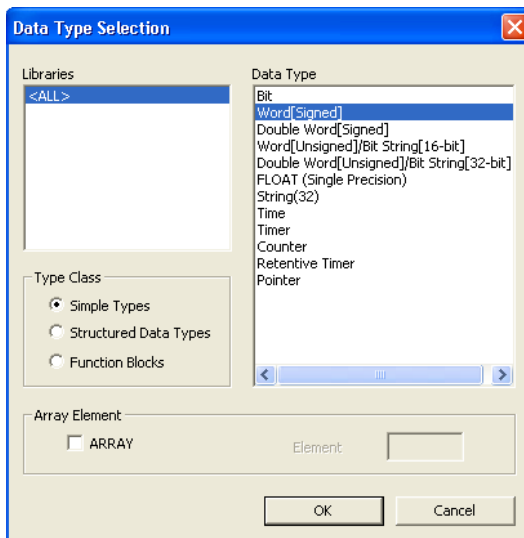 Data Type Selection
Libraries
<ALL>
Type Class
Simple Types
Structured Data Types
Function Blocks
Data Type
Bit
Word[Signed]
Double Word[Signed]
Word[Unsigned]/Bit String[16-bit]
Double Word[Unsigned]/Bit String[32-bit]
FLOAT (Single Precision)
String(32)
Time
Timer
Counter
Retentive Timer
Pointer
Array Element
ARRAY
Element
OK
Cancel